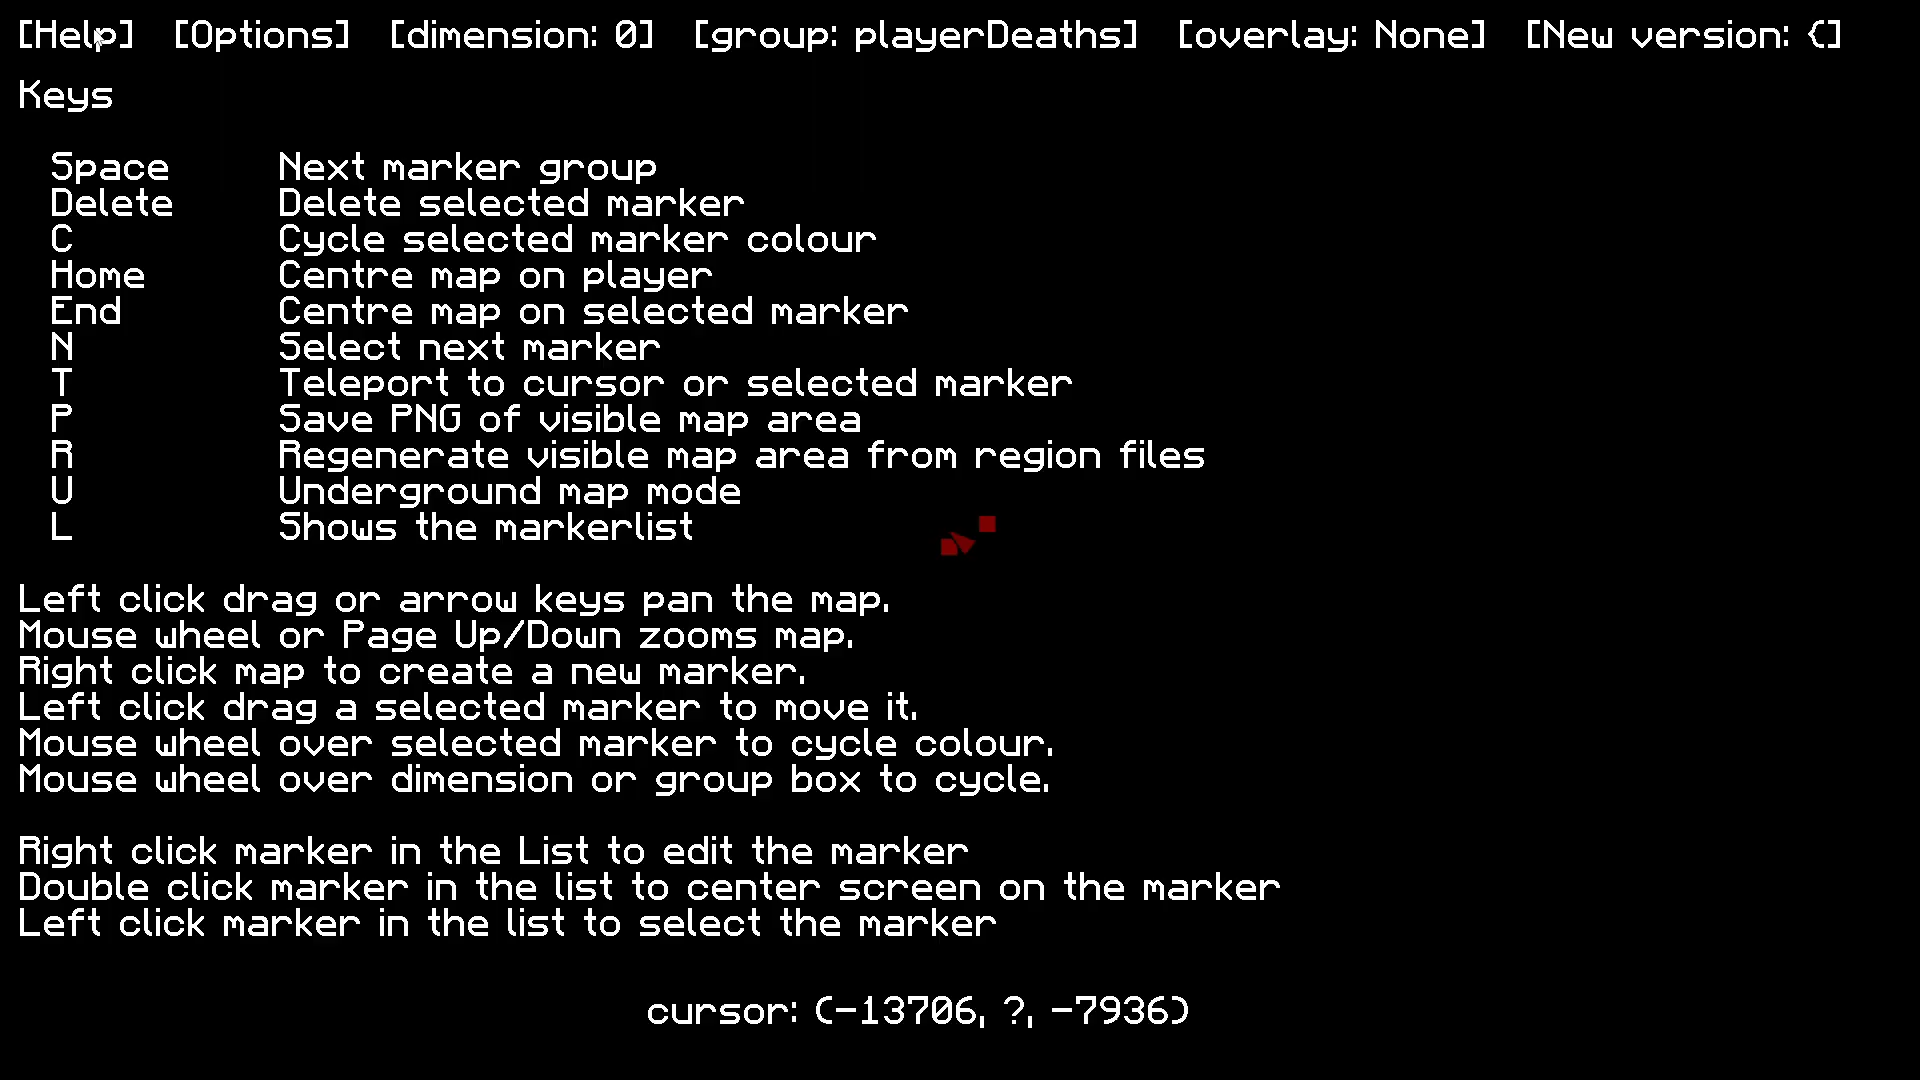 [Help] [Options] [dimension: 0] [group: playerDeaths] [overlay: None] [New version: {]
Keys
Space Next marker group
Delete Delete selected marker
C Cycle selected marker colour
Home Centre map on player
End Centre map on selected marker
N Select next marker
T Teleport to cursor or selected marker
P Save PNG of visible map area
R Regenerate visible map area from region files
U Underground map mode
L Shows the markerlist
Left click drag or arrow keys pan the map.
Mouse wheel or Page Up/Down zooms map.
Right click map to create a new marker.
Left click drag a selected marker to move it.
Mouse wheel over selected marker to cycle colour.
Mouse wheel over dimension or group box to cycle.
Right click marker in the List to edit the marker
Double click marker in the list to center screen on the marker
Left click marker in the list to select the marker
cursor: (-13706, ?, -7936)